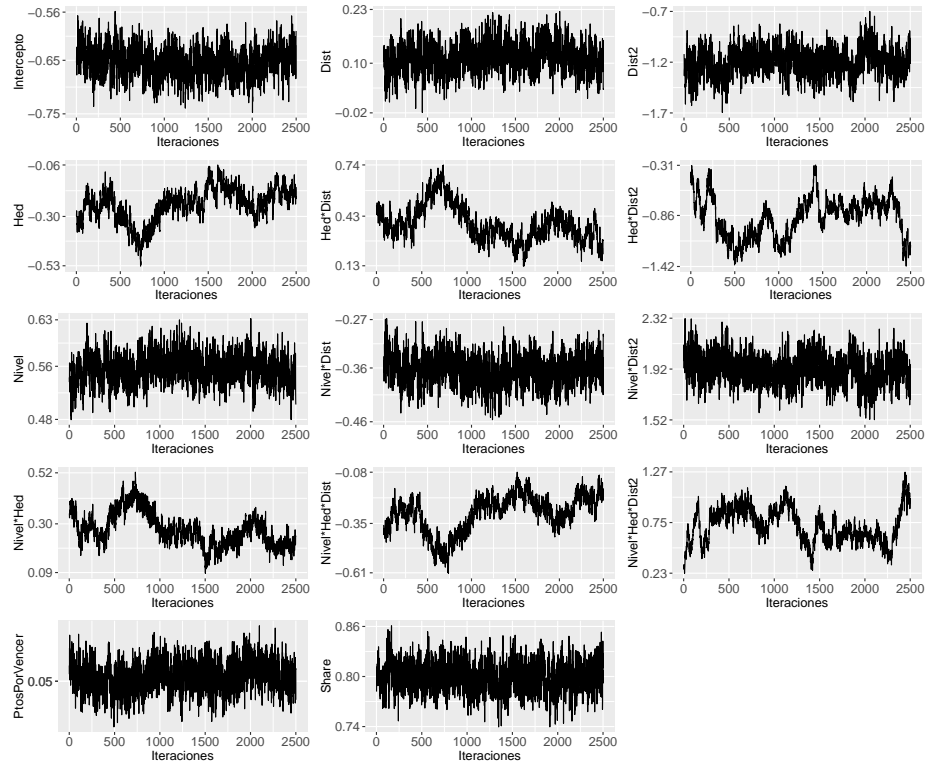 Intercepto
−0.56
−0.65
−0.75
0 500 1000 1500 2000 2500
Iteraciones
Dist
0.23
0.10
−0.02
0 500 1000 1500 2000 2500
Iteraciones
Dist2
−0.7
−1.2
−1.7
0 500 1000 1500 2000 2500
Iteraciones
Hed
−0.06
−0.30
−0.53
0 500 1000 1500 2000 2500
Iteraciones
Hed*Dist
0.74
0.43
0.13
0 500 1000 1500 2000 2500
Iteraciones
Hed*Dist2
−0.31
−0.86
−1.42
0 500 1000 1500 2000 2500
Iteraciones
Nivel
0.63
0.56
0.48
0 500 1000 1500 2000 2500
Iteraciones
Nivel*Dist
−0.27
−0.36
−0.46
0 500 1000 1500 2000 2500
Iteraciones
Nivel*Dist2
2.32
1.92
1.52
0 500 1000 1500 2000 2500
Iteraciones
Nivel*Hed
0.52
0.30
0.09
0 500 1000 1500 2000 2500
Iteraciones
Nivel*Hed*Dist
−0.08
−0.35
−0.61
0 500 1000 1500 2000 2500
Iteraciones
Nivel*Hed*Dist2
1.27
0.75
0.23
0 500 1000 1500 2000 2500
Iteraciones
PtosPorVencer
0.05
0 500 1000 1500 2000 2500
Iteraciones
Share
0.86
0.80
0.74
0 500 1000 1500 2000 2500
Iteraciones